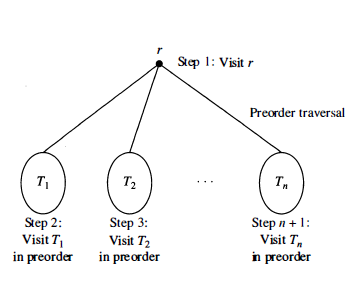 r
Step 1: Visit r
Preorder traversal
T1
T2
. . .
Tn
Step 2:
Visit T1
in preorder
Step 3:
Visit T2
in preorder
Step n + 1:
Visit Tn
in preorder